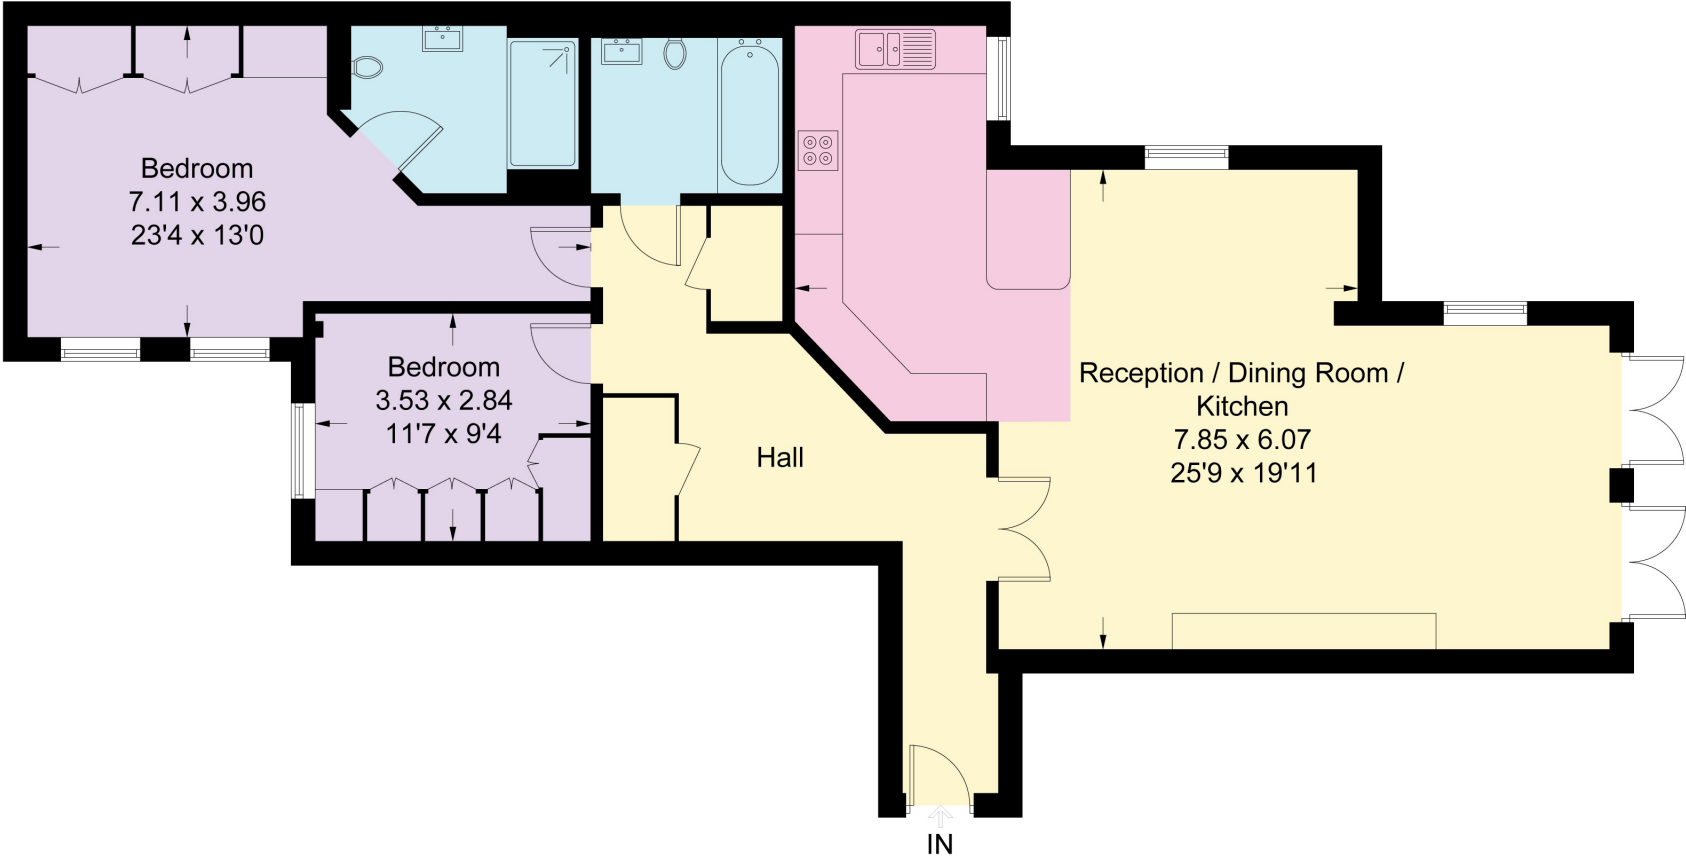 Bedroom
7.11 x 3.96
23'4 x 13'0
Bedroom
3.53 x 2.84
11'7 x 9'4
Hall
Reception / Dining Room /
Kitchen
7.85 x 6.07
25'9 x 19'11
IN